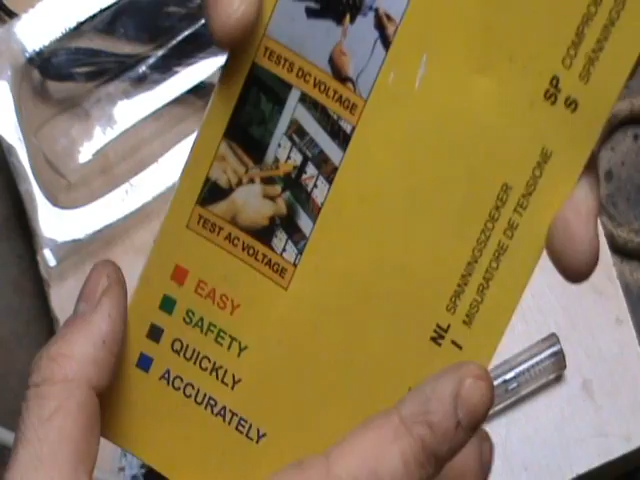 TESTS DC VOLTAGE
TEST AC VOLTAGE
EASY
SAFETY
QUICKLY
ACCURATELY
SP
S
NL SPANNINGSZOEKER
I MISURATORE DE TENSIONE